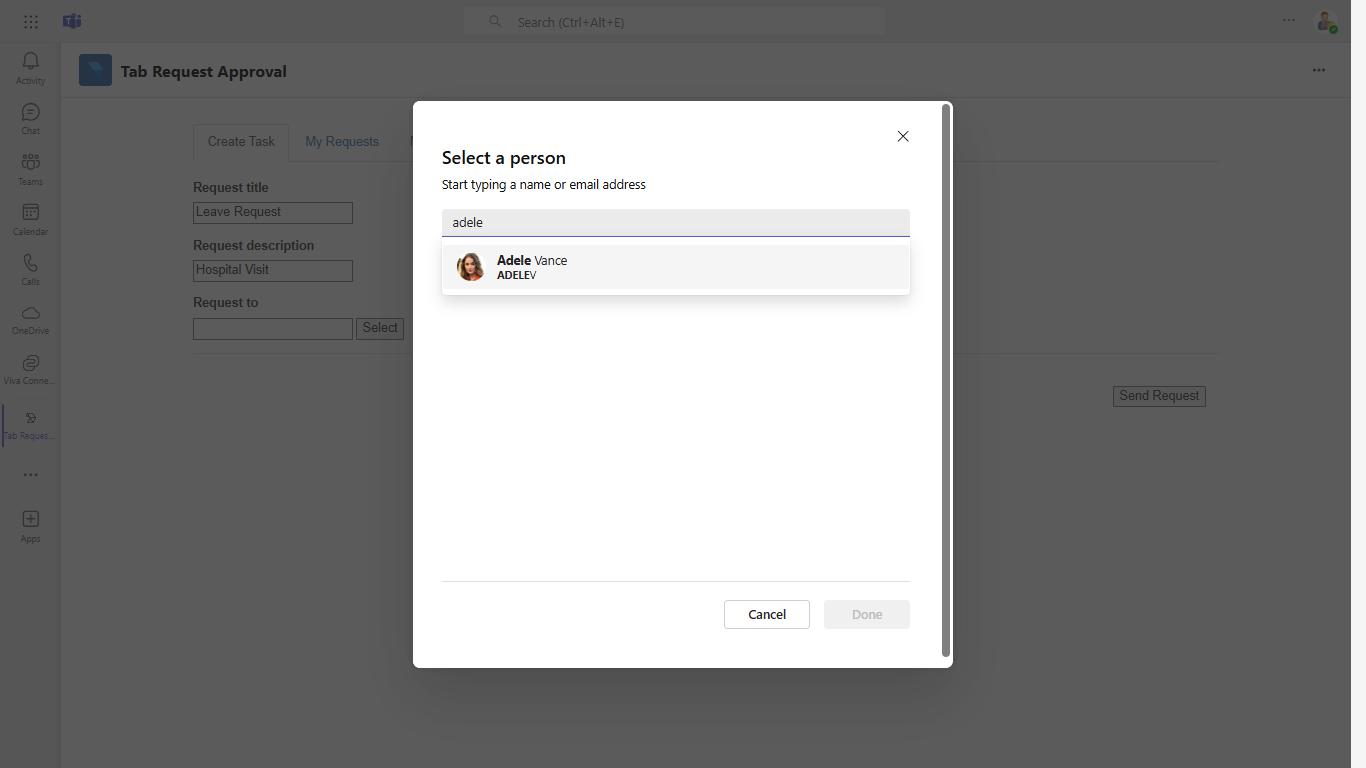 Search (Ctrl+Alt+E)
Activity
Chat
Teams
Calendar
Calls
OneDrive
Viva Conne...
Tab Reques...
Apps
Tab Request Approval
Create Task
My Requests
Request title
Leave Request
Request description
Hospital Visit
Request to
Select
Send Request
Select a person
Start typing a name or email address
adele
Adele Vance
ADELEV
Cancel
Done